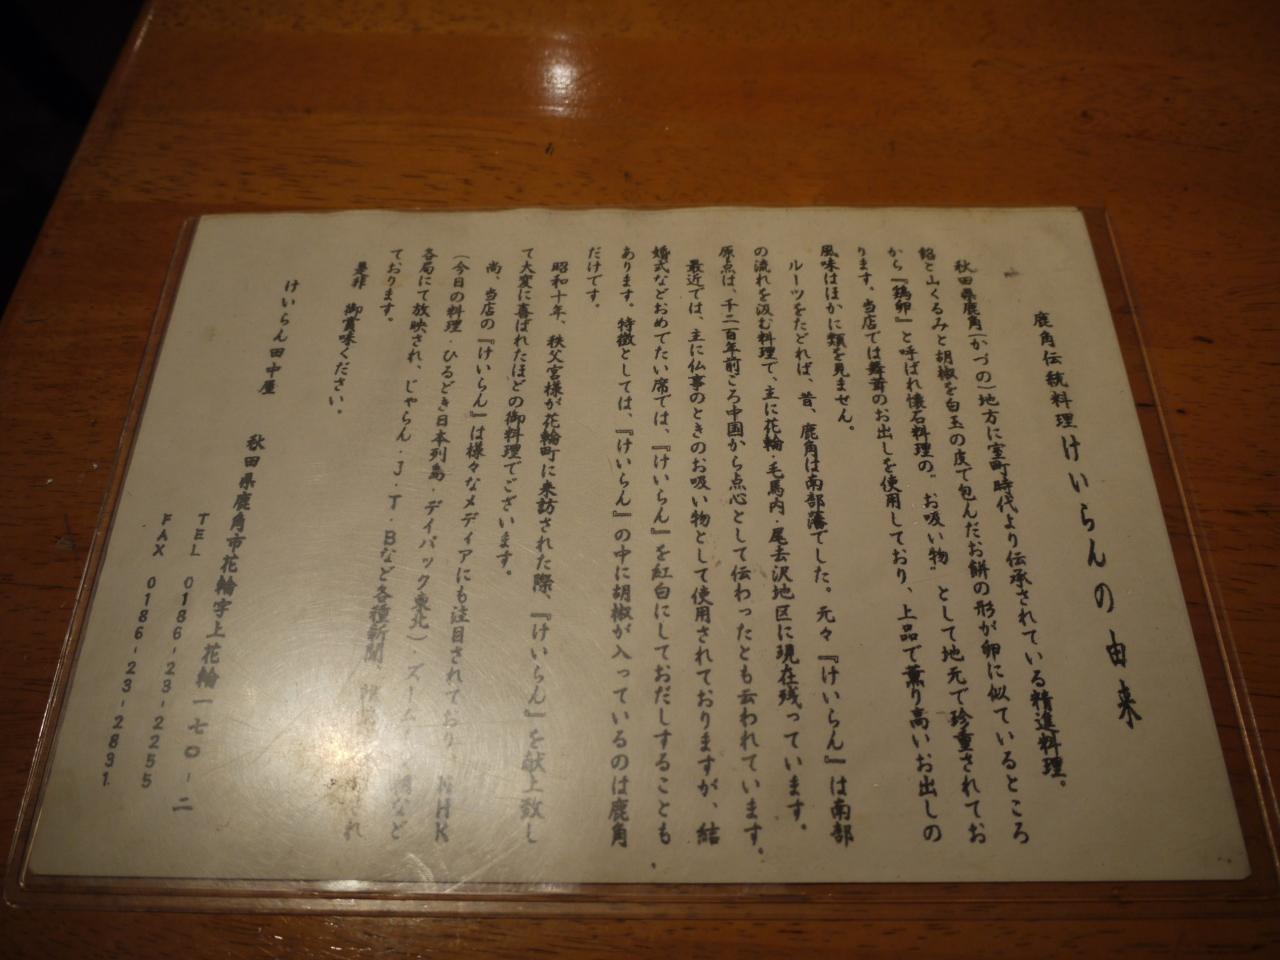 鹿角伝統料理けいらんの由来
秋田県鹿角(かづの)地方に室町時代より伝承されている精進料理。
餡と山くるみと胡椒を白玉の皮で包んだお餅の形が卵に似ているところ
から『鶏卵』と呼ばれ懐石料理の〝お吸い物〟として地元で珍重されてお
ります。当店では舞茸のお出しを使用しており、上品で薫り高いお出しの
風味はほかに類を見ません。
ルーツをたどれば、昔、鹿角は南部藩でした。元々『けいらん』は南部
の流れを汲む料理で、主に花輪・毛馬内・尾去沢地区に現在残っています。
原点は、千二百年前ごろ中国から点心として伝わったとも云われています。
最近では、主に仏事のときのお吸い物として使用されておりますが、結
婚式などおめでたい席では、『けいらん』を紅白にしておだしすることも
あります。特徴としては、『けいらん』の中に胡椒が入っているのは鹿角
だけです。
昭和十年、秩父宮様が花輪町に来訪された際、『けいらん』を献上致し
て大変に喜ばれたほどの御料理でございます。
尚、当店の『けいらん』は様々なメディアにも注目されており、NHK
(今日の料理・ひるどき日本列島・デイパック東北)・ズームイン朝など
各局にて放映され、じゃらん・J・T・Bなど各種新聞、され
ております。
是非 御賞味ください。
けいらん田中屋
秋田県鹿角市花輪字上花輪一七〇-二
TEL 0186-23-2255
FAX 0186-23-2831